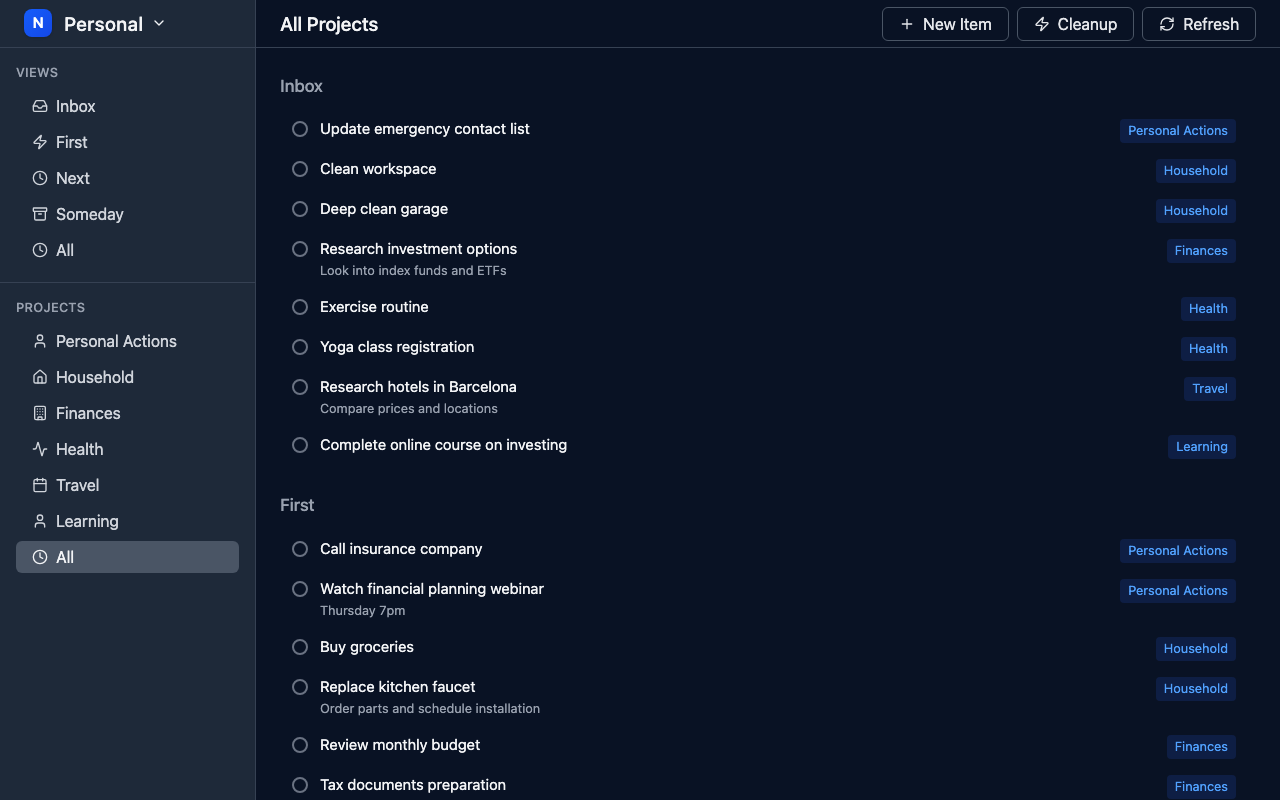 N
Personal
All Projects
New Item
Cleanup
Refresh
VIEWS
Inbox
First
Next
Someday
All
PROJECTS
Personal Actions
Household
Finances
Health
Travel
Learning
All
Inbox
Update emergency contact list
Personal Actions
Clean workspace
Household
Deep clean garage
Household
Research investment options
Finances
Look into index funds and ETFs
Exercise routine
Health
Yoga class registration
Health
Research hotels in Barcelona
Travel
Compare prices and locations
Complete online course on investing
Learning
First
Call insurance company
Personal Actions
Watch financial planning webinar
Personal Actions
Thursday 7pm
Buy groceries
Household
Replace kitchen faucet
Household
Order parts and schedule installation
Review monthly budget
Finances
Tax documents preparation
Finances